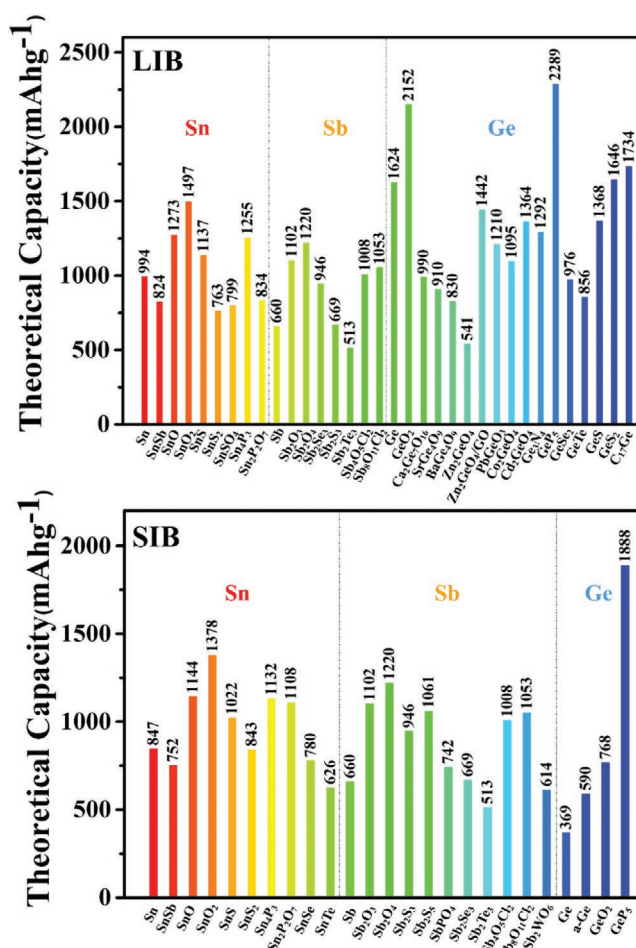 LIB
Theoretical Capacity(mAhg⁻¹)
2500
2000
1500
1000
500
0
Sn
Sb
Ge
994
824
1273
1497
1137
763
799
1255
834
660
1102
1220
946
669
513
1008
1053
1624
2152
990
910
830
541
1442
1210
1095
1364
1292
2289
976
856
1368
1646
1734
Sn
SnSb
SnO
SnO₂
SnS
SnS₂
SnSO₄
Sn₄P₃
Sn₂P₂O₇
Sb
Sb₂O₃
Sb₂O₄
Sb₂Se₃
Sb₂S₃
Sb₂Te₃
Sb₄O₅Cl₂
Sb₈O₁₁Cl₂
Ge
GeO₂
Ca₂Ge₇O₁₆
SrGe₄O₉
BaGe₄O₉
Zn₂GeO₄
Zn₂GeO₄/GO
PbGeO₃
Co₂GeO₄
Cd₂GeO₄
Ge₃N₄
GeP₅
GeTe
GeS
GeS₂
C₁₇Ge
SIB
Theoretical Capacity(mAhg⁻¹)
2000
1500
1000
500
0
Sn
Sb
Ge
847
752
1144
1378
1022
843
1132
1108
780
626
660
1102
1220
946
1061
742
669
513
1008
1053
614
369
590
768
1888
Sn
SnSb
SnO
SnO₂
SnS
SnS₂
Sn₄P₃
Sn₂P₂O₇
SnSe
SnTe
Sb
Sb₂O₃
Sb₂O₄
Sb₂S₃
Sb₂S₅
SbPO₄
Sb₂Se₃
Sb₂Te₃
Sb₄O₅Cl₂
Sb₈O₁₁Cl₂
Sb₂WO₆
Ge
a-Ge
GeO₂
GeP₅